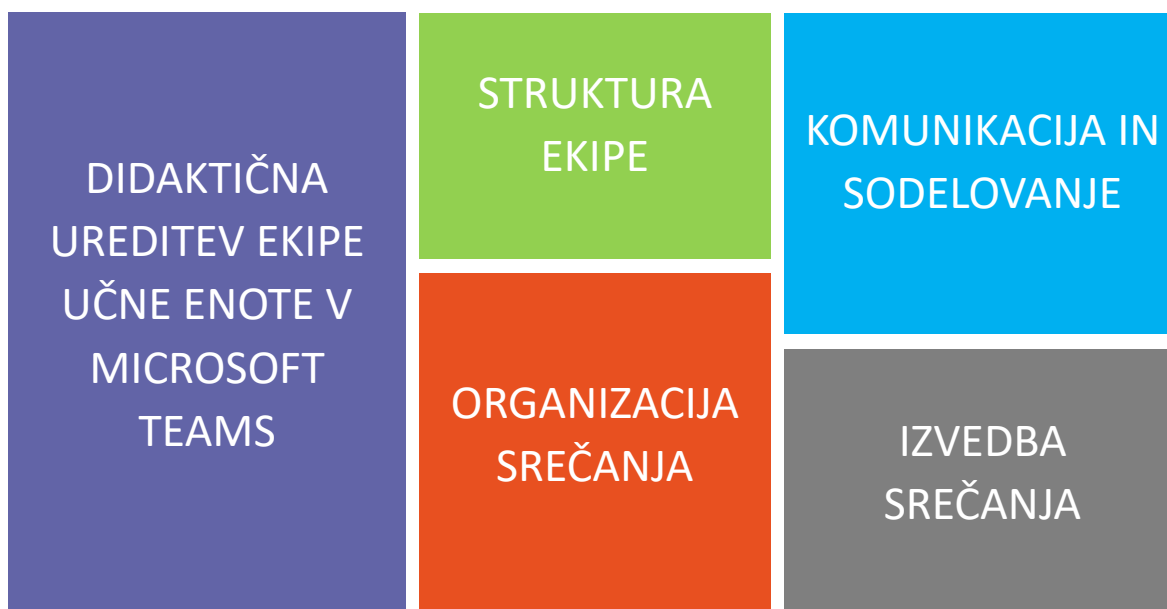 DIDAKTIČNA
UREDITEV EKIPE
UČNE ENOTE V
MICROSOFT
TEAMS
STRUKTURA
EKIPE
KOMUNIKACIJA IN
SODELOVANJE
ORGANIZACIJA
SREČANJA
IZVEDBA
SREČANJA